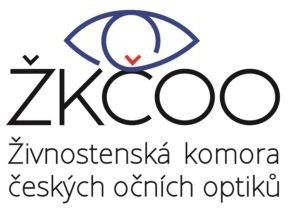 ŽKČOO
Živnostenská komora
českých očních optiků